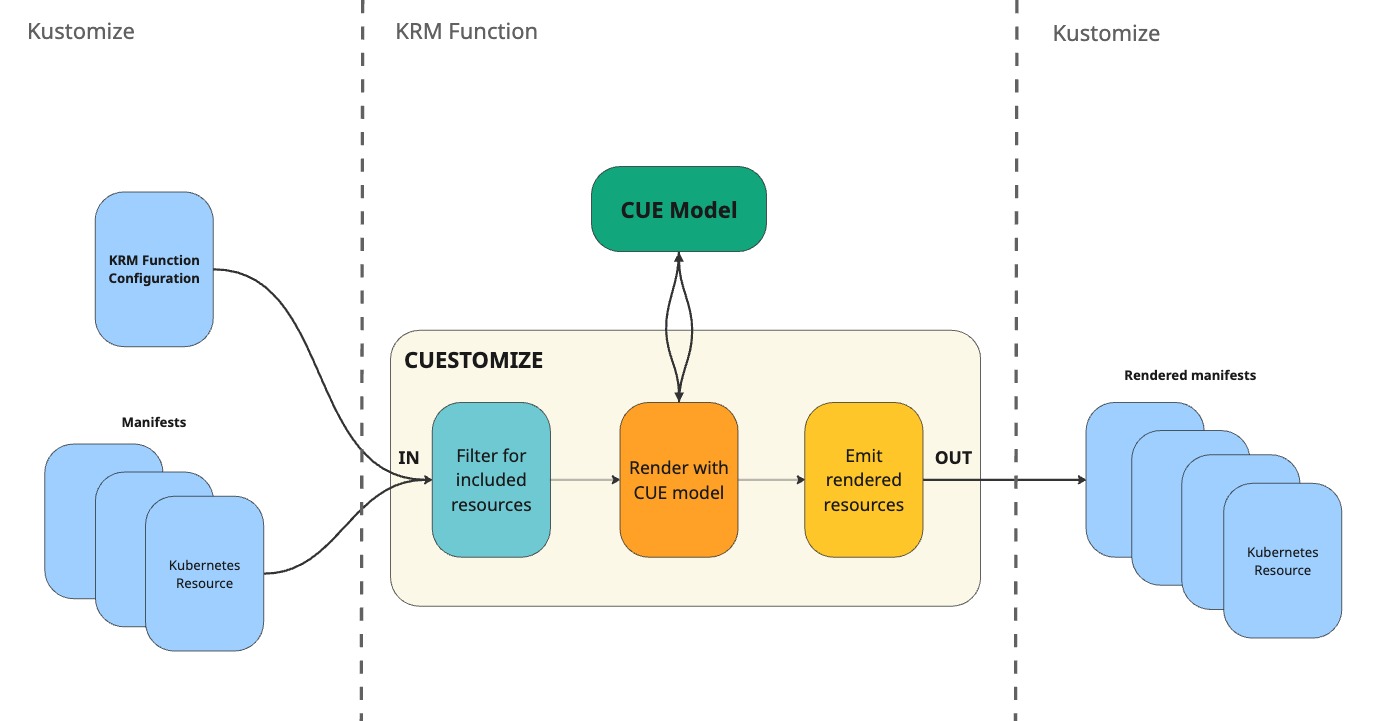 Kustomize
KRM Function
Kustomize
CUE Model
KRM Function
Configuration
CUESTOMIZE
Rendered manifests
Manifests
IN
Filter for
included
resources
Render with
CUE model
Emit
rendered
resources
OUT
Kubernetes
Resource
Kubernetes
Resource